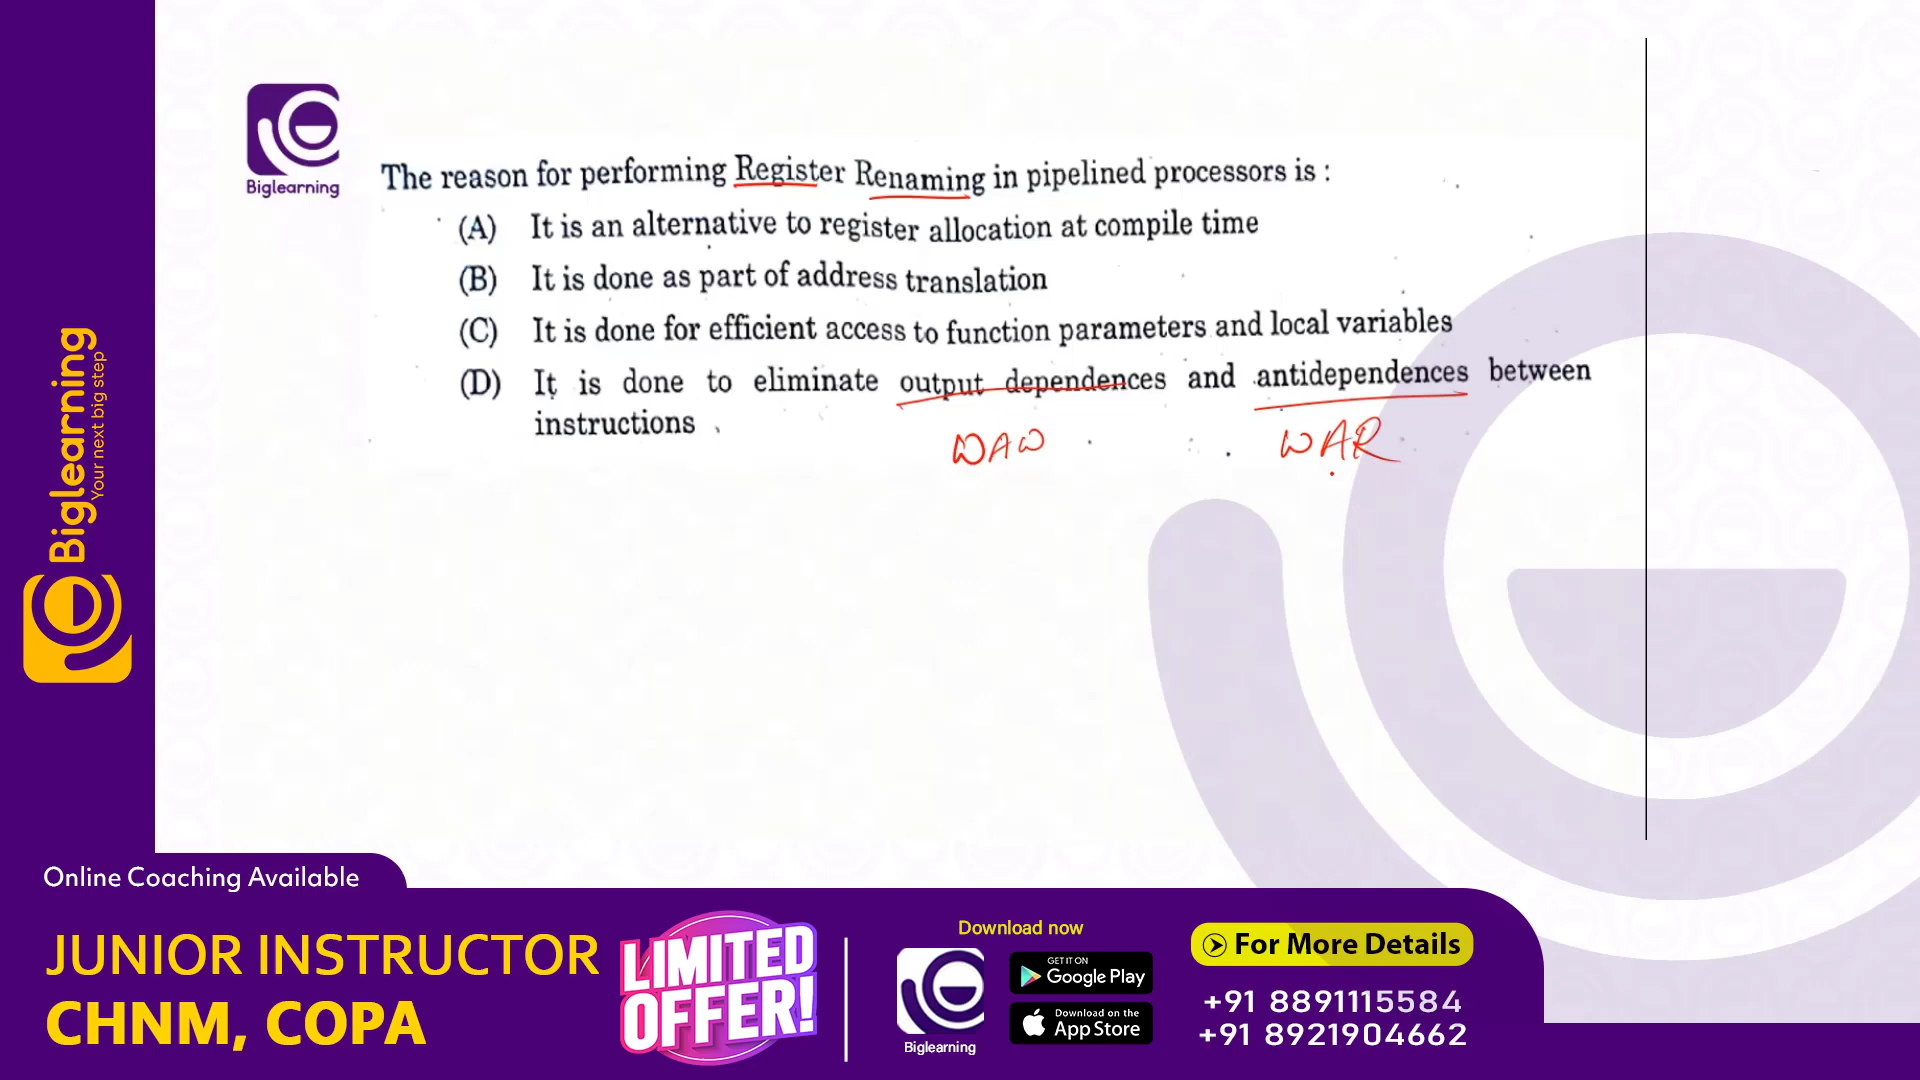 Biglearning
The reason for performing Register Renaming in pipelined processors is :
(A) It is an alternative to register allocation at compile time
(B) It is done as part of address translation
(C) It is done for efficient access to function parameters and local variables
(D) It is done to eliminate output dependences and antidependences between
instructions
WAW WAR
Biglearning
Your next big step
Online Coaching Available
JUNIOR INSTRUCTOR
CHNM, COPA
LIMITED
OFFER!
Download now
GET IT ON
Google Play
Download on the
App Store
Biglearning
For More Details
+91 8891115584
+91 8921904662